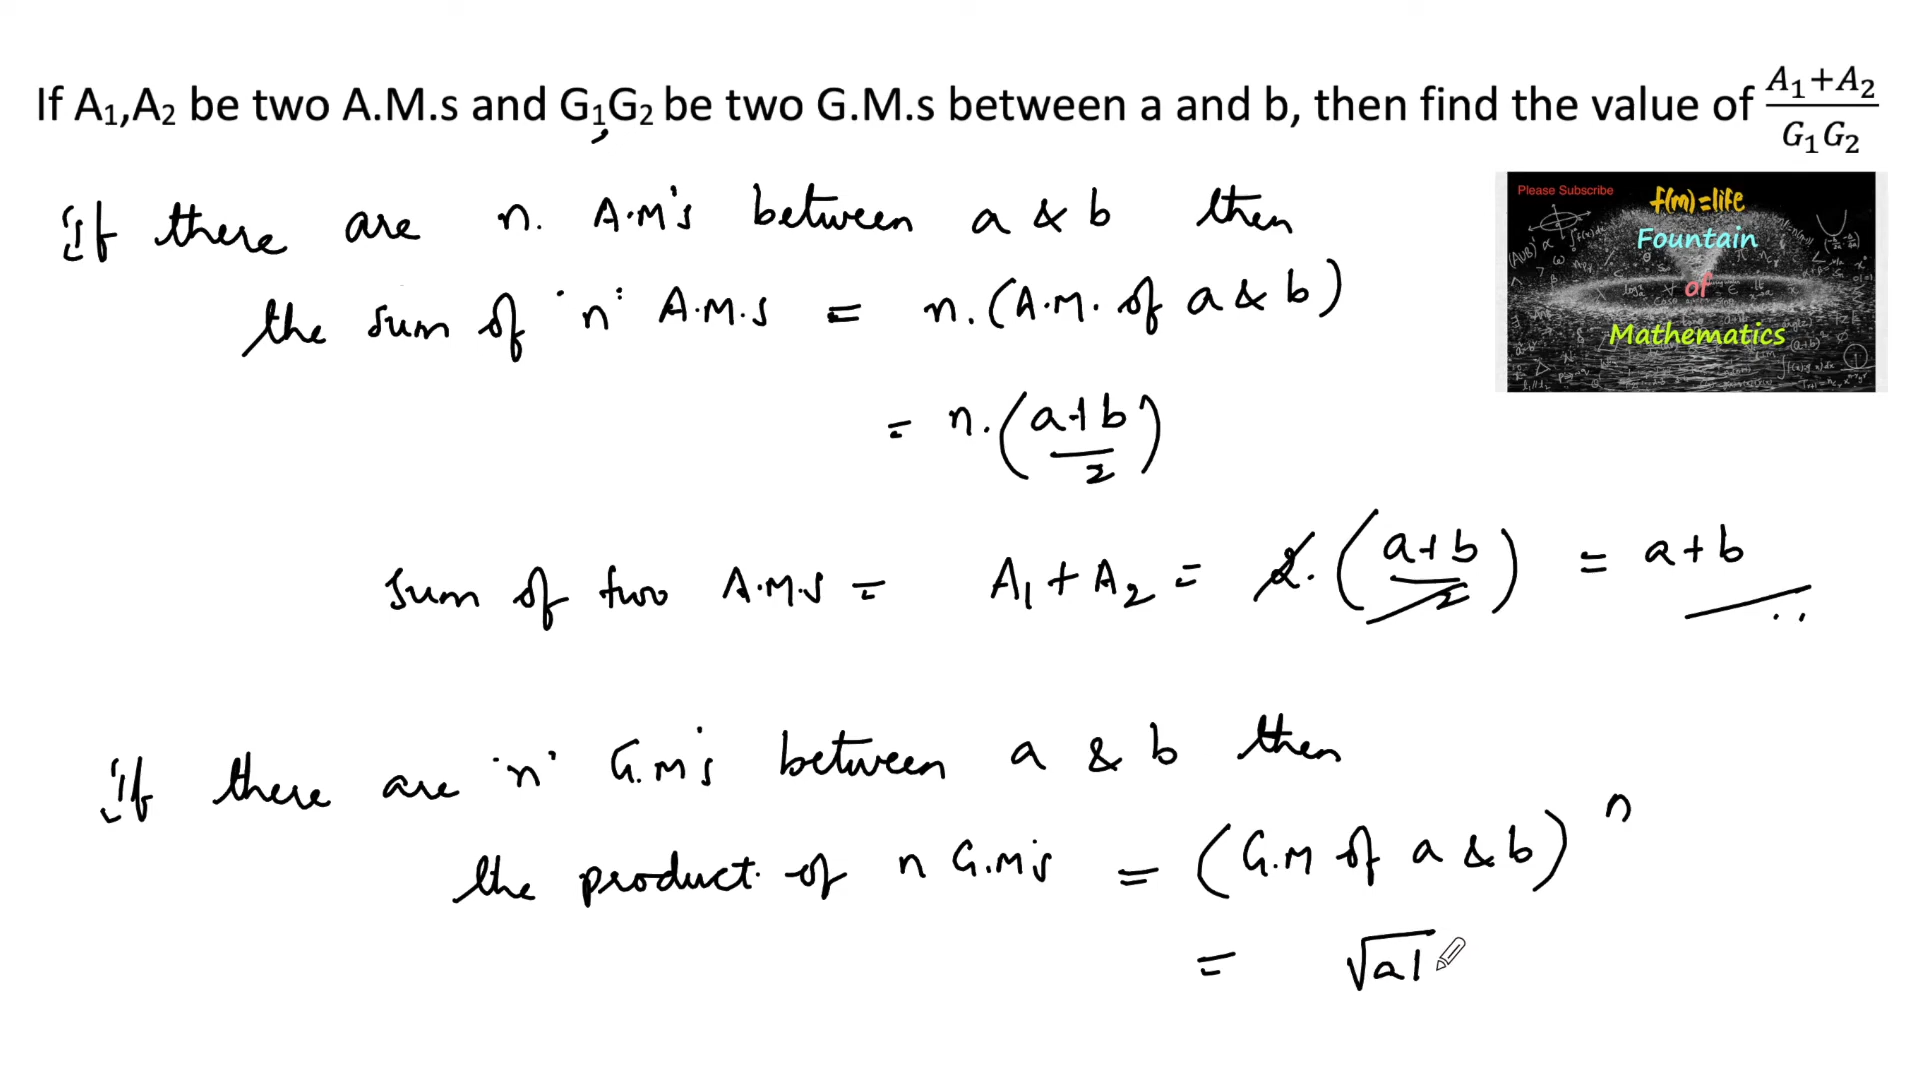 If A₁,A₂ be two A.M.s and G₁,G₂ be two G.M.s between a and b, then find the value of (A₁+A₂)/(G₁G₂)
Please Subscribe
f(m)=life
Fountain
of
Mathematics
If there are n. A.M's between a & b then
the sum of 'n' A.M.s = n.(A.M. of a & b)
= n.((a+b)/2)
Sum of two A.M.s = A₁ + A₂ = 2.((a+b)/2) = a+b
If there are 'n' G.M's between a & b then
the product of n G.M's = (G.M of a & b)ⁿ
= √a